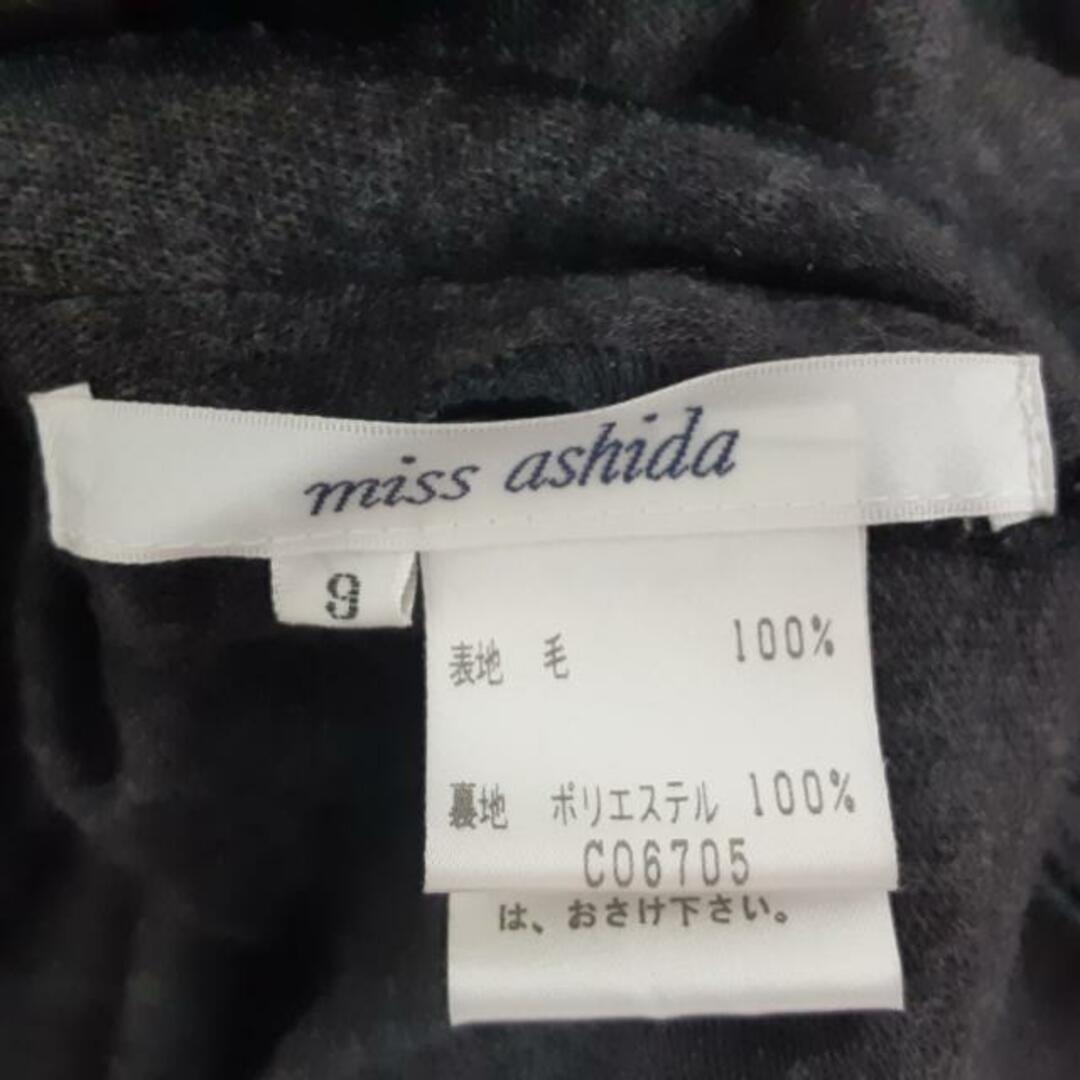 miss ashida
9
表地 毛 100%
裏地 ポリエステル 100%
C06705
は、おさけ下さい。